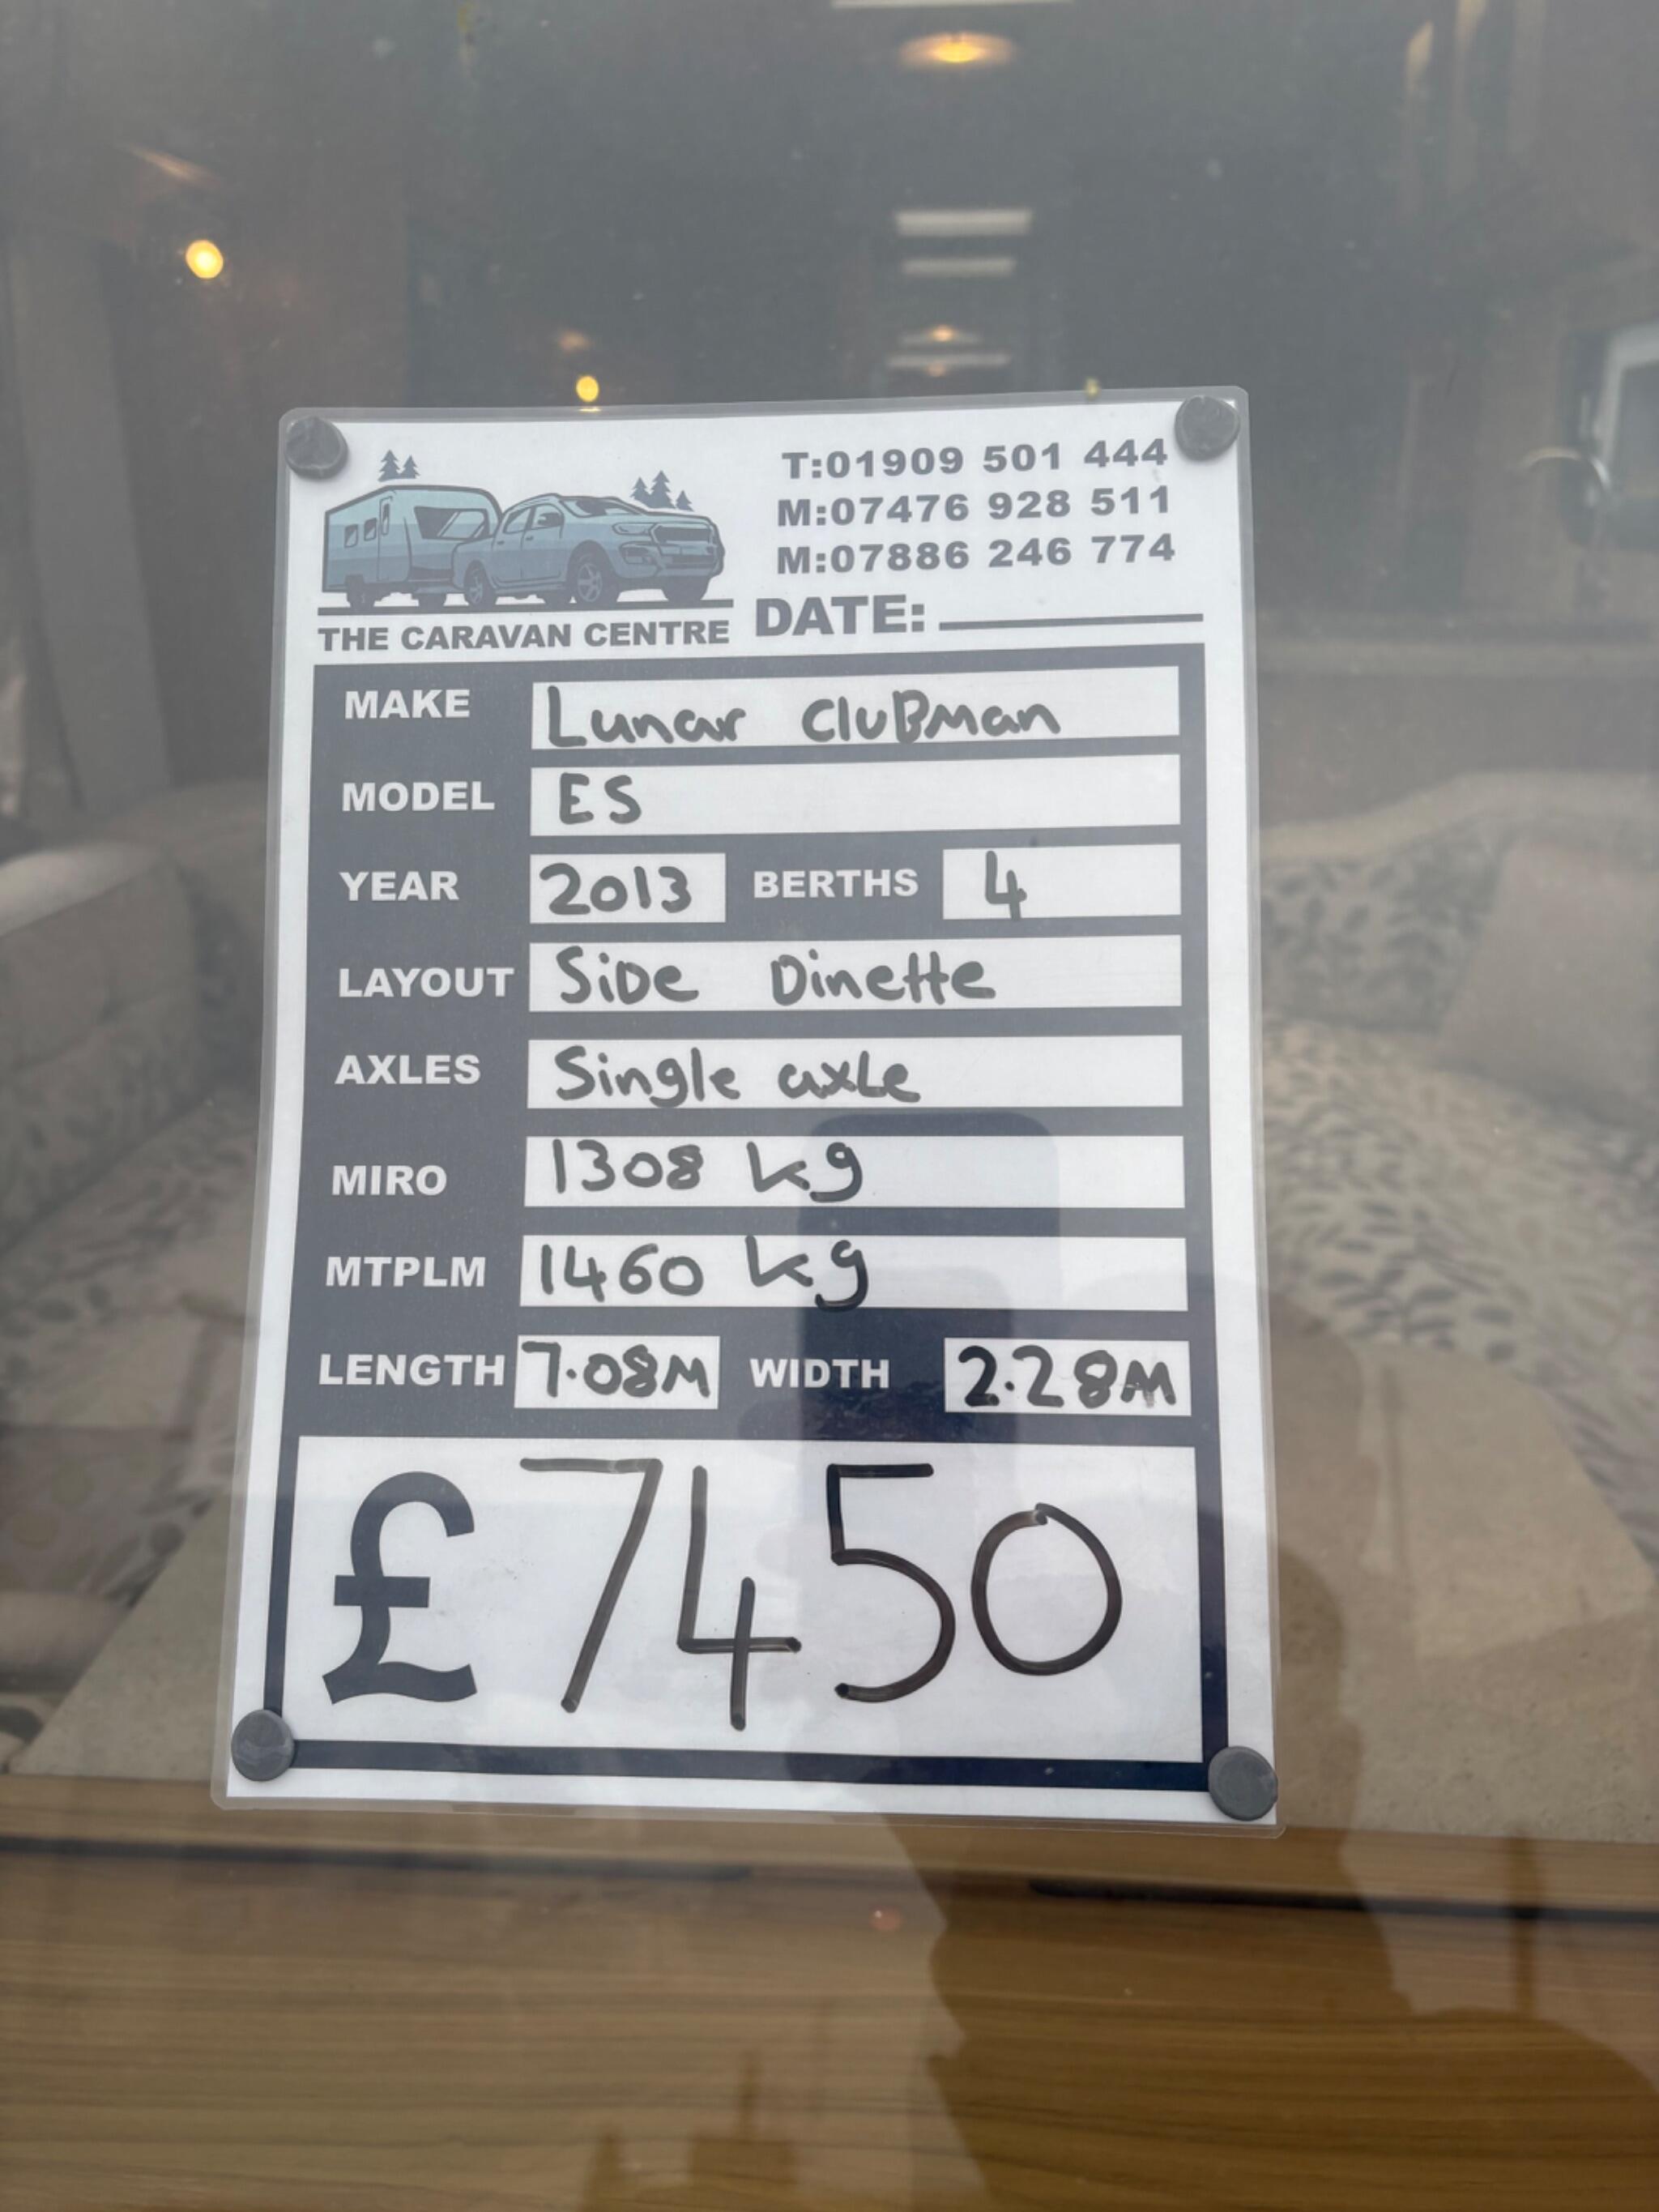 T:01909 501 444
M:07476 928 511
M:07886 246 774
THE CARAVAN CENTRE DATE:
MAKE Lunar CluBman
MODEL ES
YEAR 2013 BERTHS 4
LAYOUT SiDe Dinette
AXLES Single axLe
MIRO 1308 kg
MTPLM 1460 kg
LENGTH 7.08M WIDTH 2.28M
£7450